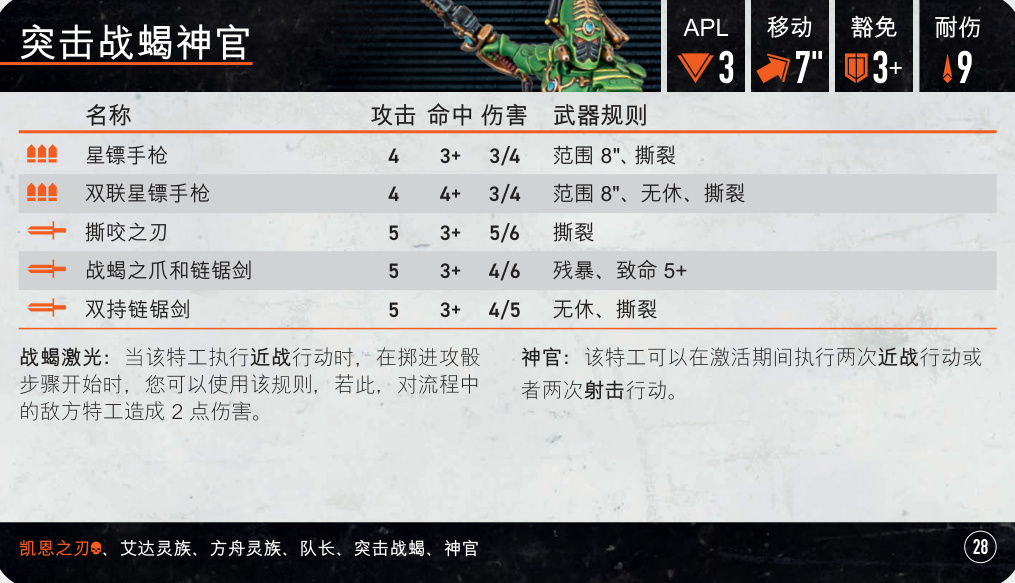 突击战蝎神官
APL 移动 豁免 耐伤
3 7" 3+ 9
名称 攻击 命中 伤害 武器规则
星镖手枪 4 3+ 3/4 范围 8"、撕裂
双联星镖手枪 4 4+ 3/4 范围 8"、无休、撕裂
撕咬之刃 5 3+ 5/6 撕裂
战蝎之爪和链锯剑 5 3+ 4/6 残暴、致命 5+
双持链锯剑 5 3+ 4/5 无休、撕裂
战蝎激光：当该特工执行近战行动时，在掷进攻骰
步骤开始时，您可以使用该规则，若此，对流程中
的敌方特工造成 2 点伤害。
神官：该特工可以在激活期间执行两次近战行动或
者两次射击行动。
凯恩之刃、艾达灵族、方舟灵族、队长、突击战蝎、神官
28